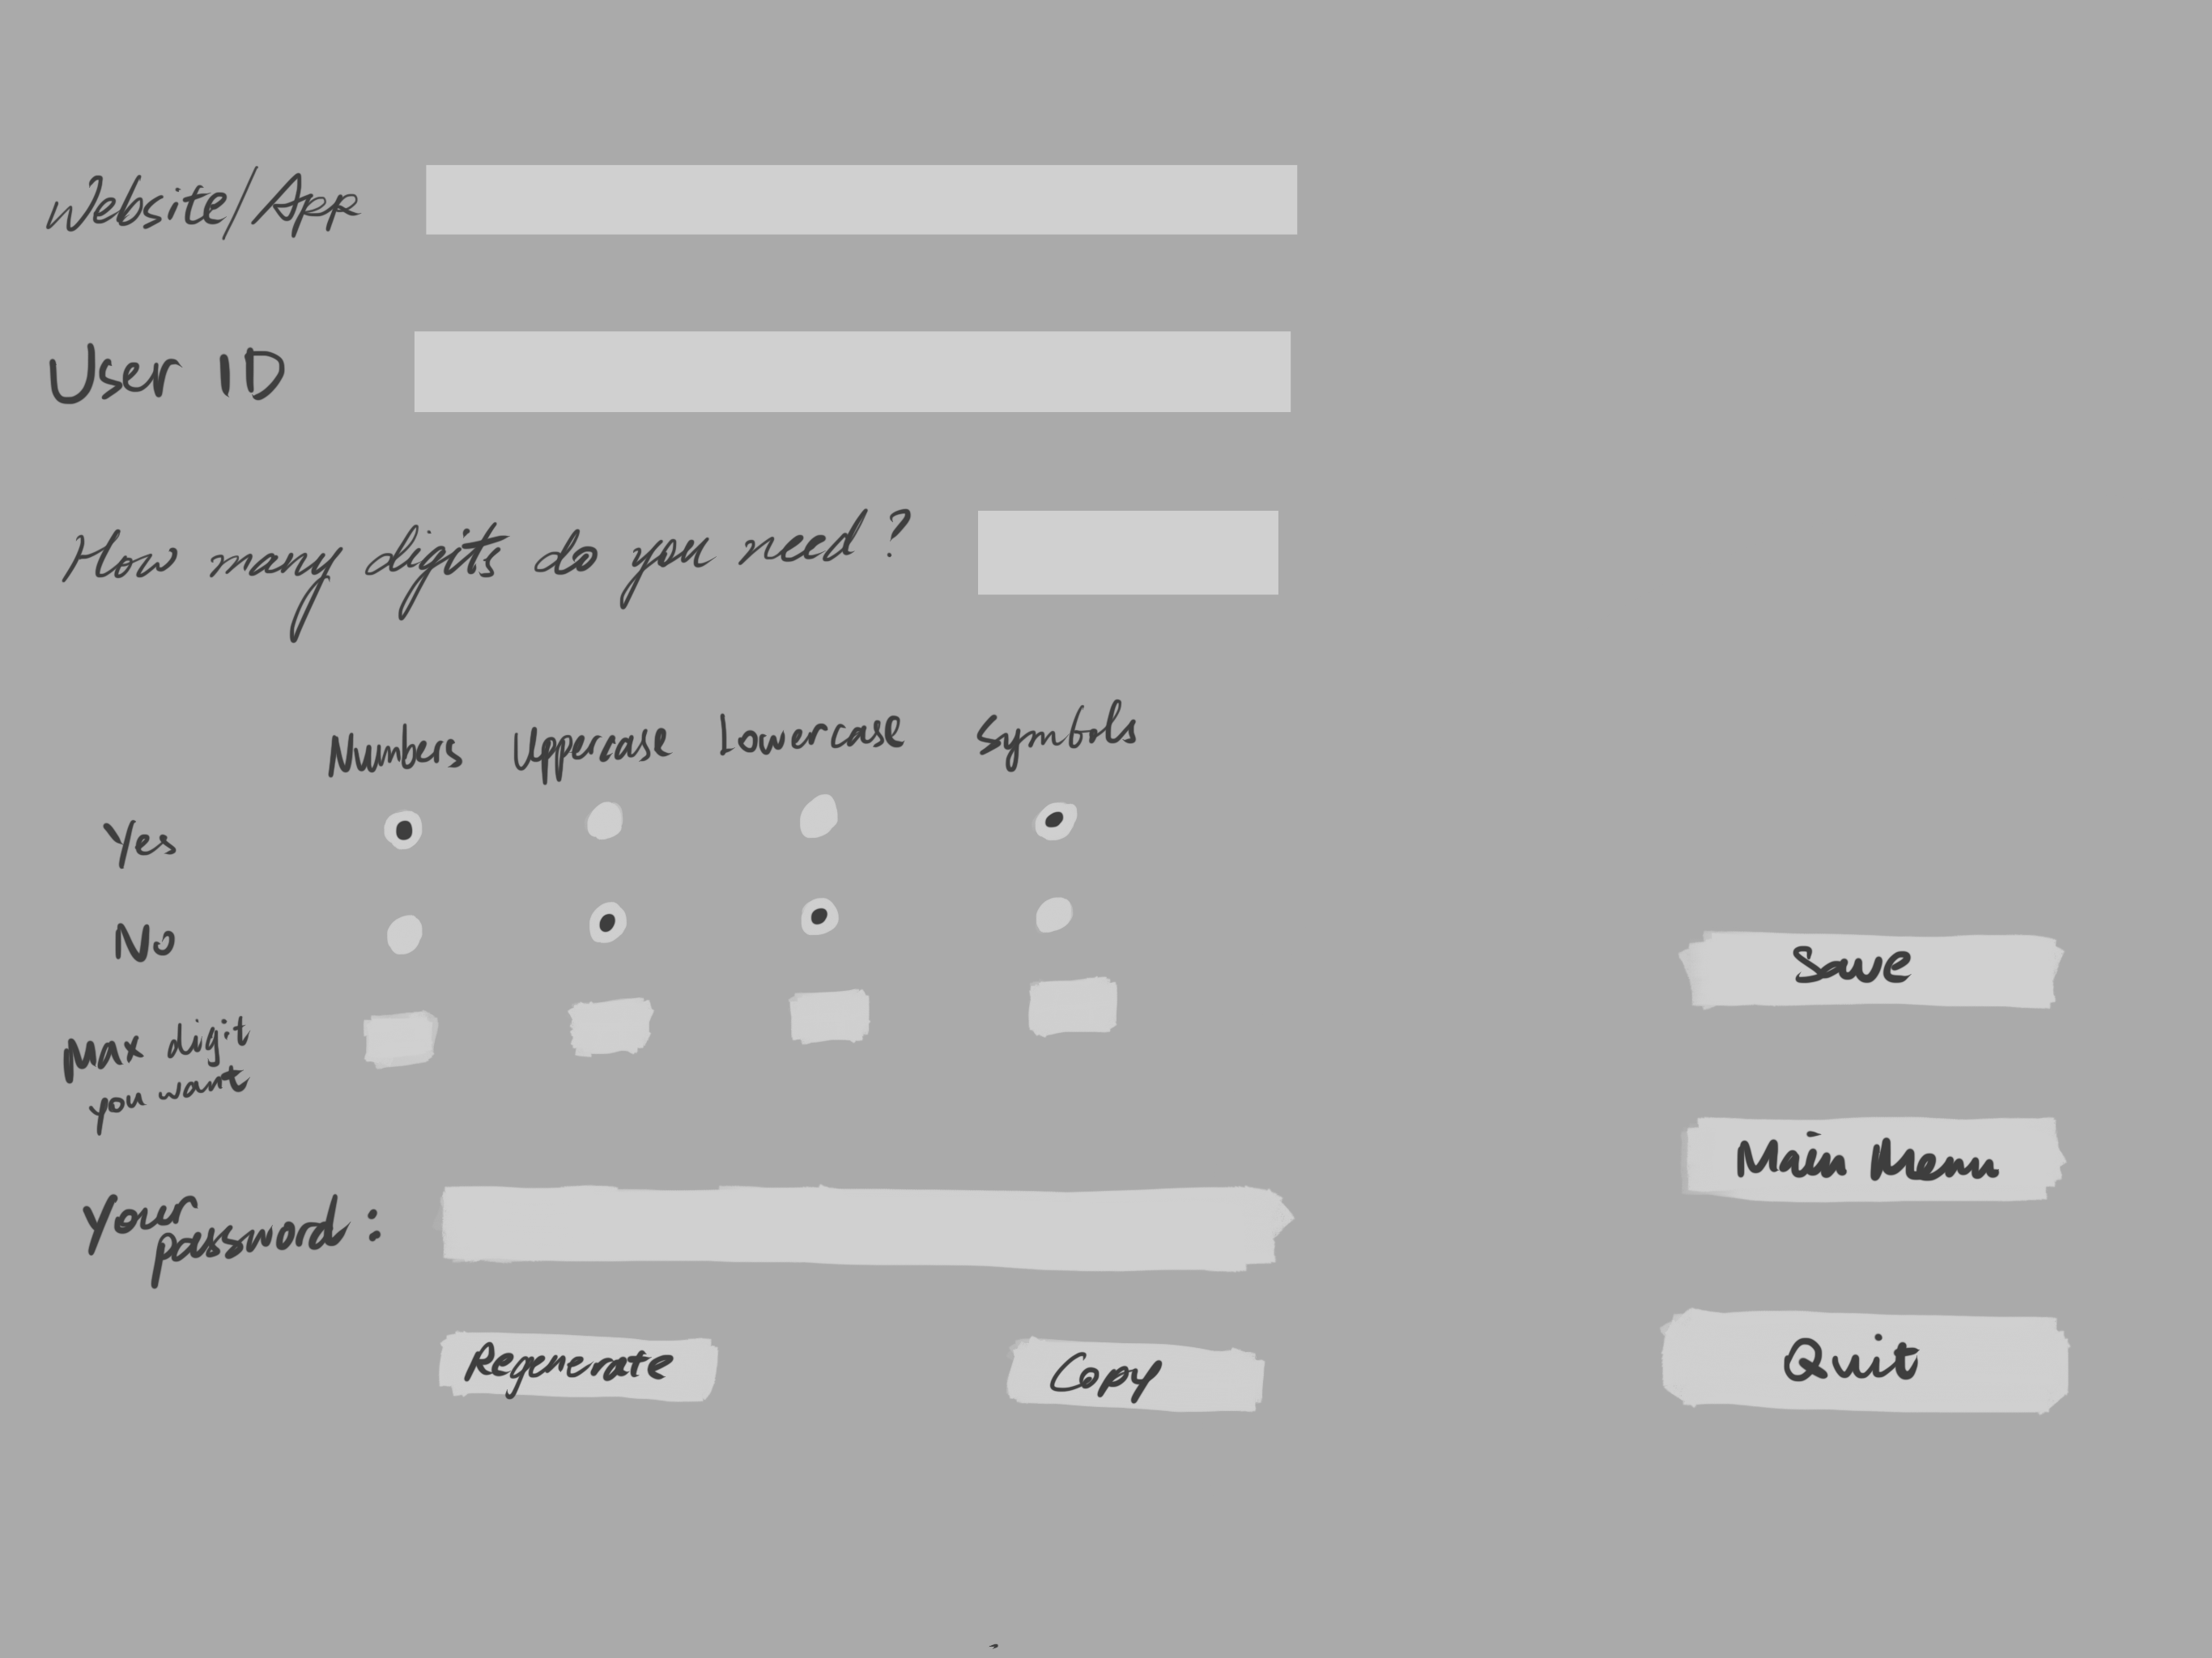 Website/App
User ID
How many digits do you need?
Numbers Uppercase Lowercase Symbols
Yes
No
Max digit
you want
Your
password:
Regenerate Copy
Save
Main Menu
Quit